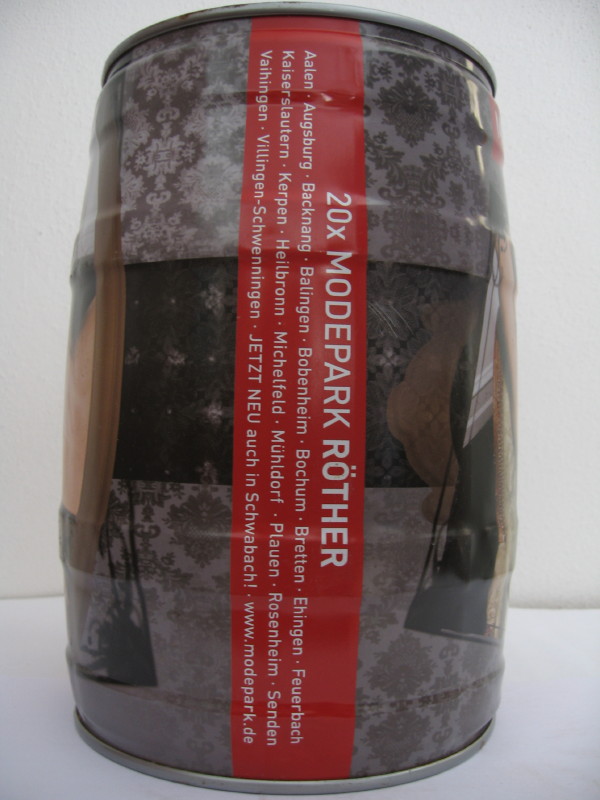 20x MODEPARK RÖTHER
Aalen · Augsburg · Backnang · Balingen · Bobenheim · Bochum · Bretten · Ehingen · Feuerbach
Kaiserslautern · Kerpen · Heilbronn · Michelfeld · Mühldorf · Plauen · Rosenheim · Senden
Vaihingen · Villingen-Schwenningen · JETZT NEU auch in Schwabach! · www.modepark.de